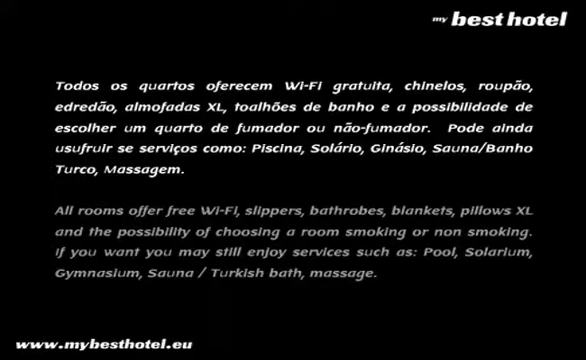 my best hotel
Todos os quartos oferecem Wi-Fi gratuita, chinelos, roupão,
edredão, almofadas XL, toalhões de banho e a possibilidade de
escolher um quarto de fumador ou não-fumador. Pode ainda
usufruir se serviços como: Piscina, Solário, Ginásio, Sauna/Banho
Turco, Massagem.
All rooms offer free Wi-Fi, slippers, bathrobes, blankets, pillows XL
and the possibility of choosing a room smoking or non smoking.
If you want you may still enjoy services such as: Pool, Solarium,
Gymnasium, Sauna / Turkish bath, massage.
www.mybesthotel.eu